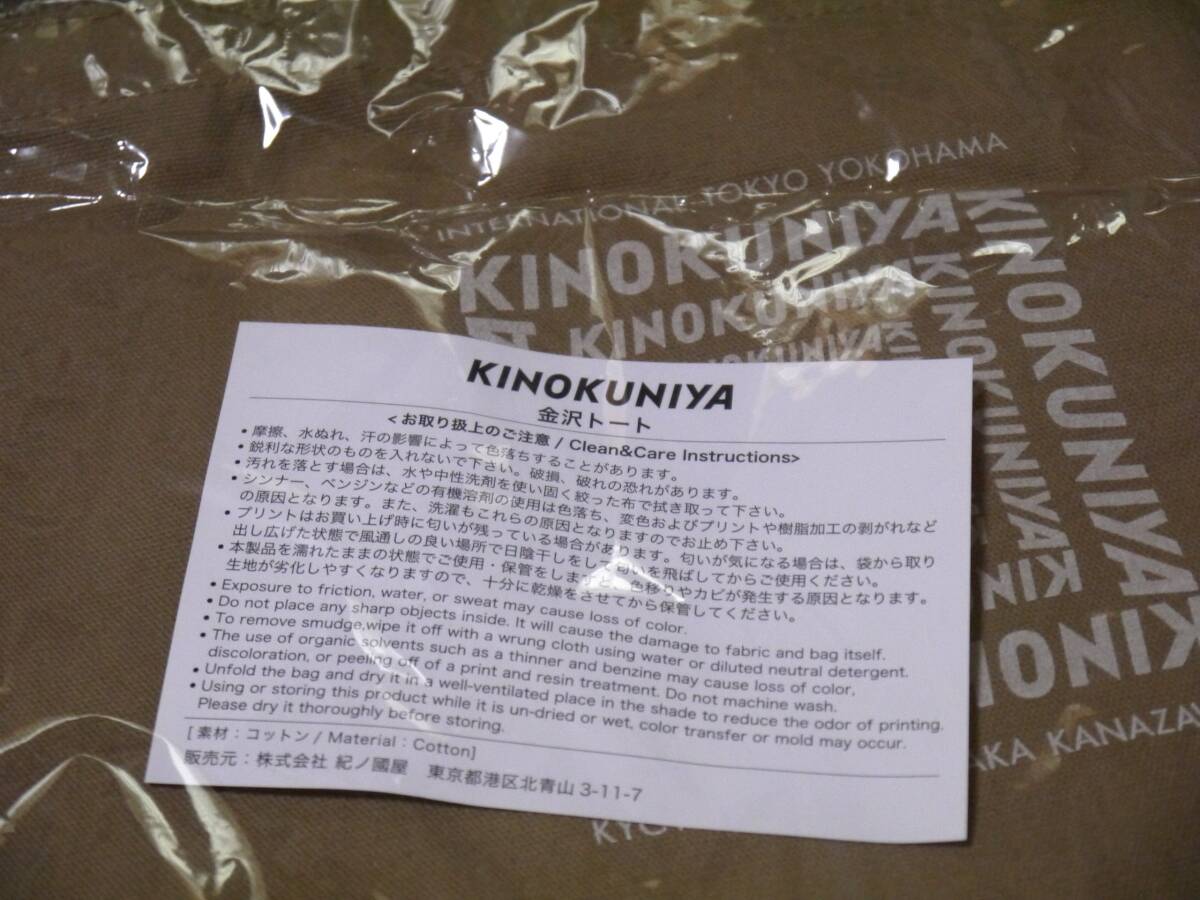 INTERNATIONAL TOKYO YOKOHAMA
KINOKUNIYA
KINOKUNIYA
KINOKUNIYA
KINOKUNIYA
KINOKUNIYA
KINOKUNIYA
金沢トート
<お取り扱上のご注意 / Clean&Care Instructions>
• 摩擦、水ぬれ、汗の影響によって色落ちすることがあります。
• 鋭利な形状のものを入れないで下さい。破損、破れの恐れがあります。
• 汚れを落とす場合は、水や中性洗剤を使い固く絞った布で拭き取って下さい。
• シンナー、ベンジンなどの有機溶剤の使用は色落ち、変色およびプリントや樹脂加工の剥がれなど
の原因となります。また、洗濯もこれらの原因となりますのでお止め下さい。
• プリントはお買い上げ時に匂いが残っている場合があります。匂いが気になる場合は、袋から取り
出し広げた状態で風通しの良い場所で日陰干しをして匂いを飛ばしてからご使用ください。
• 本製品を濡れたままの状態でご使用・保管をしますと、色移りやカビが発生する原因となります。
生地が劣化しやすくなりますので、十分に乾燥をさせてから保管してください。
• Exposure to friction, water, or sweat may cause loss of color.
• Do not place any sharp objects inside. It will cause the damage to fabric and bag itself.
• To remove smudge,wipe it off with a wrung cloth using water or diluted neutral detergent.
• The use of organic solvents such as a thinner and benzine may cause loss of color,
discoloration, or peeling off of a print and resin treatment. Do not machine wash.
• Unfold the bag and dry it in a well-ventilated place in the shade to reduce the odor of printing.
• Using or storing this product while it is un-dried or wet, color transfer or mold may occur.
Please dry it thoroughly before storing.
[ 素材：コットン / Material : Cotton]
販売元：株式会社 紀ノ國屋 東京都港区北青山 3-11-7